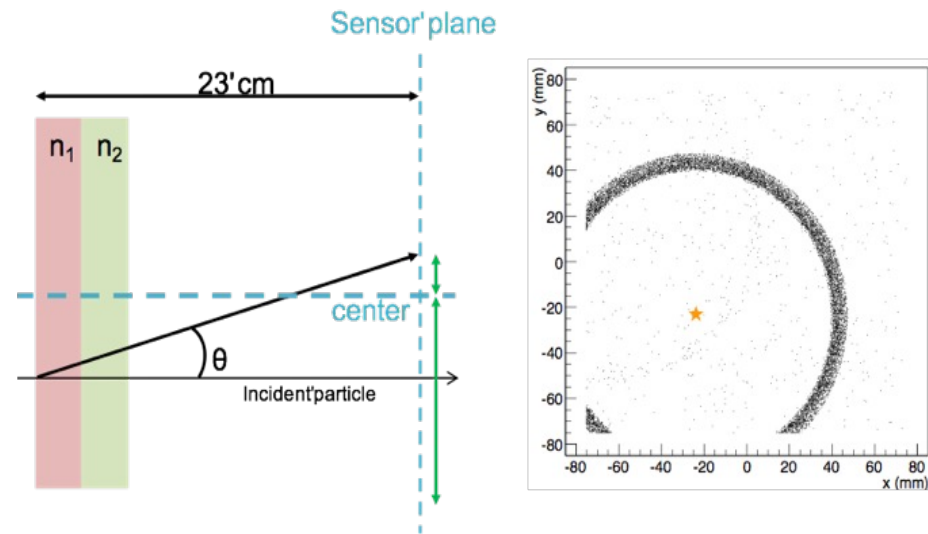 Sensor'plane
23'cm
n₁ n₂
center
θ
Incident'particle
y (mm)
80
60
40
20
0
-20
-40
-60
-80
-80 -60 -40 -20 0 20 40 60 80
x (mm)